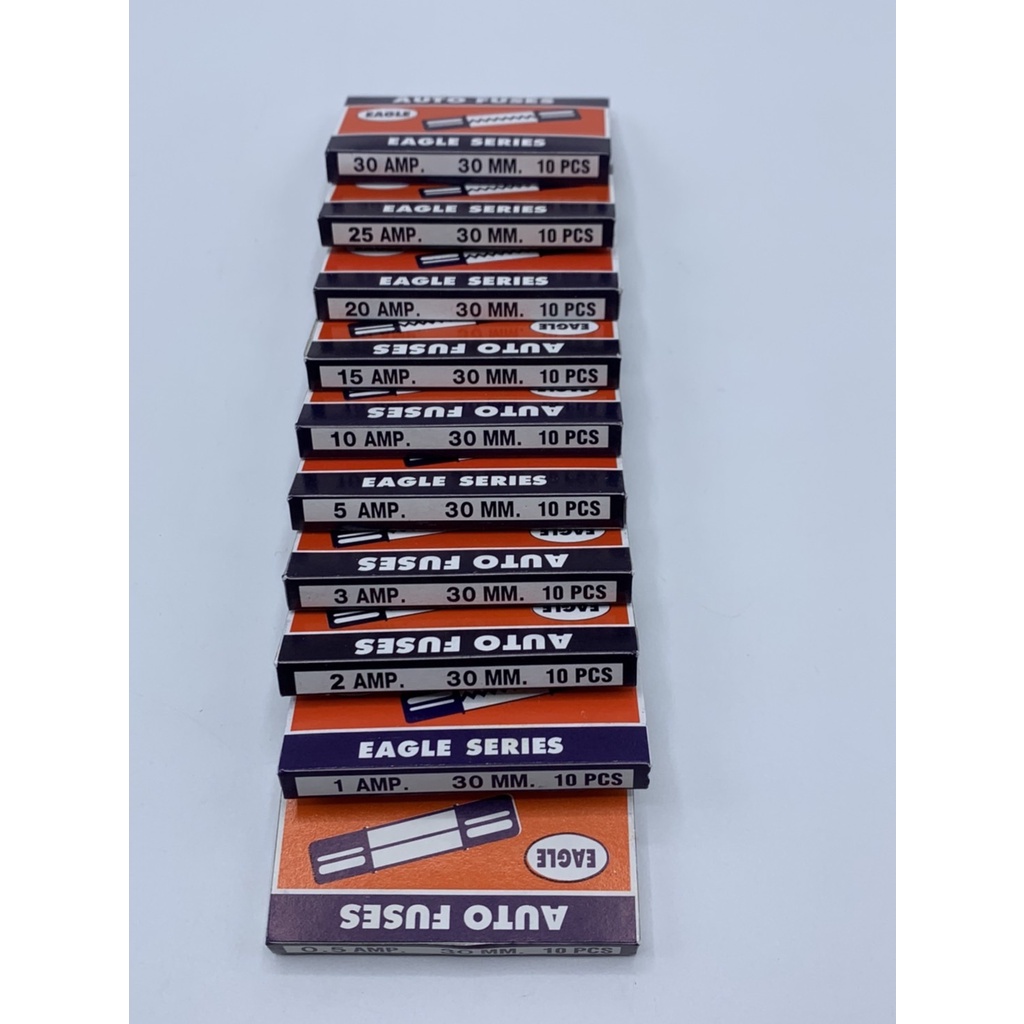 AUTO FUSES
EAGLE
EAGLE SERIES
30 AMP. 30 MM. 10 PCS
EAGLE SERIES
25 AMP. 30 MM. 10 PCS
EAGLE SERIES
20 AMP. 30 MM. 10 PCS
EAGLE
AUTO FUSES
15 AMP. 30 MM. 10 PCS
AUTO FUSES
10 AMP. 30 MM. 10 PCS
EAGLE SERIES
5 AMP. 30 MM. 10 PCS
EAGLE
AUTO FUSES
3 AMP. 30 MM. 10 PCS
EAGLE
AUTO FUSES
2 AMP. 30 MM. 10 PCS
EAGLE SERIES
1 AMP. 30 MM. 10 PCS
EAGLE
AUTO FUSES
0.5 AMP. 30 MM. 10 PCS